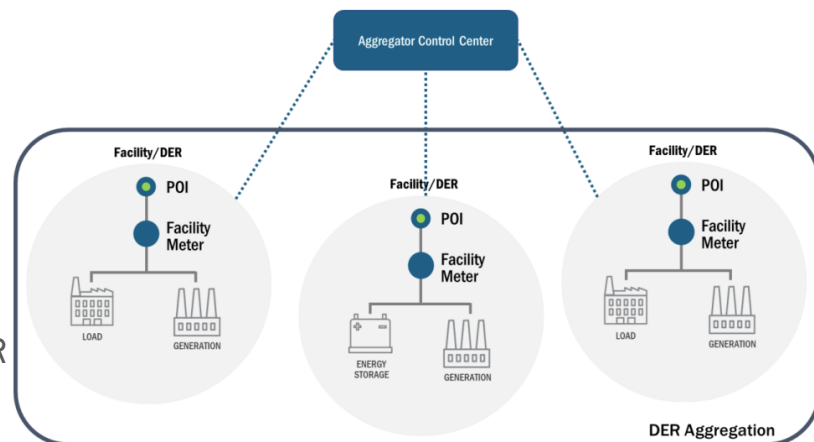 Aggregator Control Center
Facility/DER
POI
Facility
Meter
LOAD
GENERATION
Facility/DER
POI
Facility
Meter
ENERGY
STORAGE
GENERATION
Facility/DER
POI
Facility
Meter
LOAD
GENERATION
R
DER Aggregation